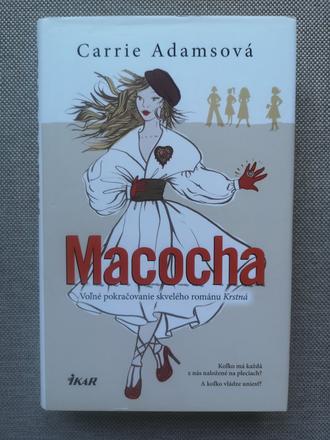 Carrie Adamsová
Macocha
Voľné pokračovanie skvelého románu Krstná
Koľko má každá
z nás naložené na pleciach?
A koľko vládze uniesť?
IKAR